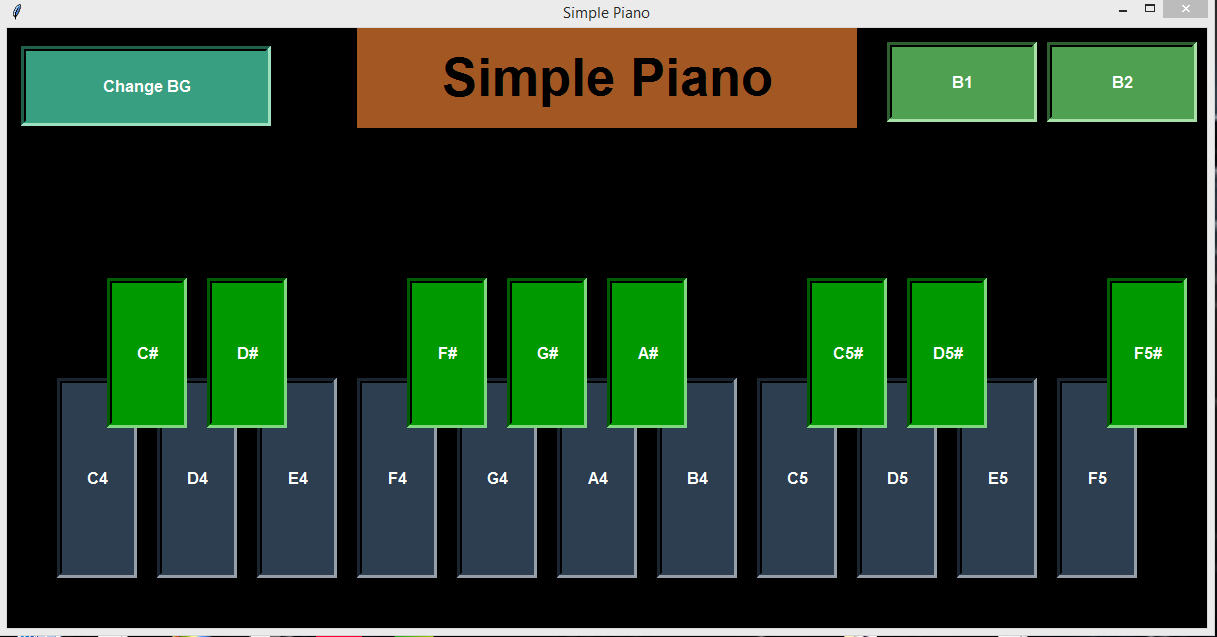 Simple Piano
Change BG
Simple Piano
B1
B2
C#
D#
F#
G#
A#
C5#
D5#
F5#
C4
D4
E4
F4
G4
A4
B4
C5
D5
E5
F5